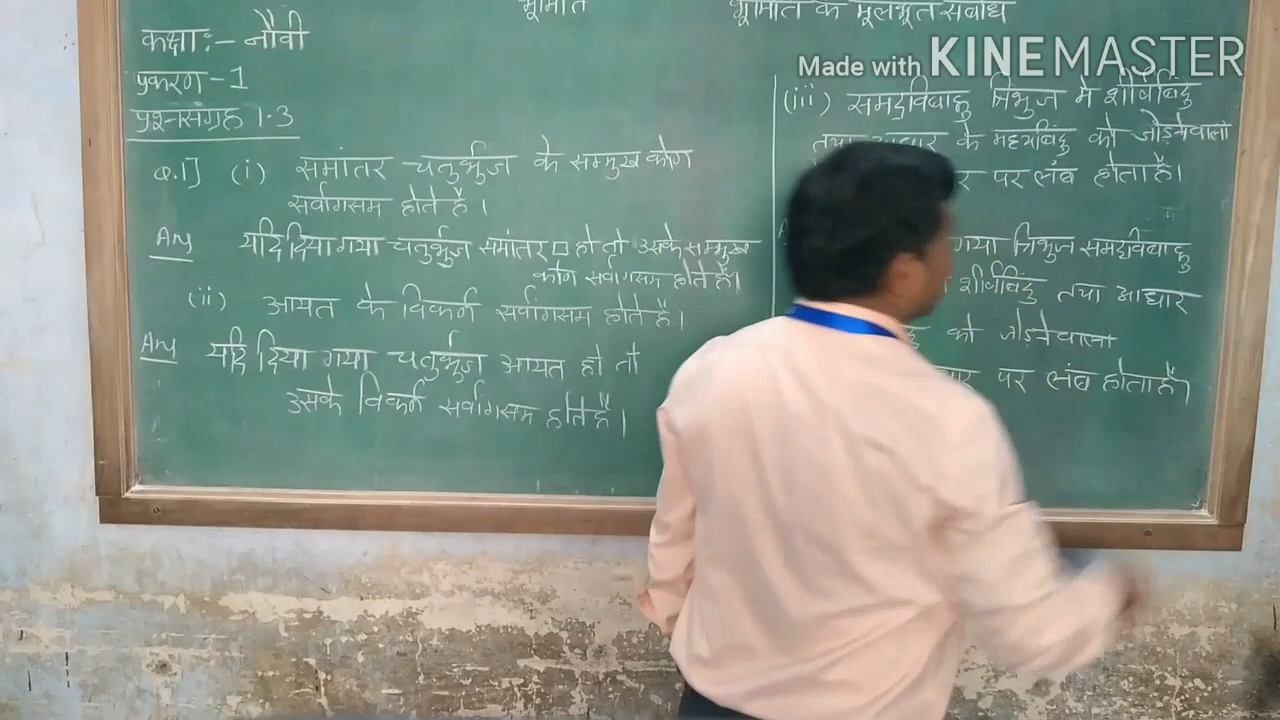 भूमिति
भूमिति के मूलभूत संबोध
Made with KINEMASTER
कक्षा :- नौवी
प्रकरण - 1
प्रश्नसंग्रह 1.3
Q.1] (i) समांतर चतुर्भुज के सम्मुख कोण
सर्वांगसम होते हैं।
Ans यदि दिया गया चतुर्भुज समांतर □ हो तो उसके सम्मुख
कोण सर्वांगसम होते हैं।
(ii) आयत के विकर्ण सर्वांगसम होते हैं।
Ans यदि दिया गया चतुर्भुज आयत हो तो
उसके विकर्ण सर्वांगसम होते हैं।
(iii) समद्विबाहु त्रिभुज मे शीर्षबिंदु
तथा के मध्यबिंदु को जोड़नेवाला
पर लंब होता है।
गया त्रिभुज समद्विबाहु
शीर्षबिंदु तथा आधार
को जोड़नेवाला
पर लंब होता है।